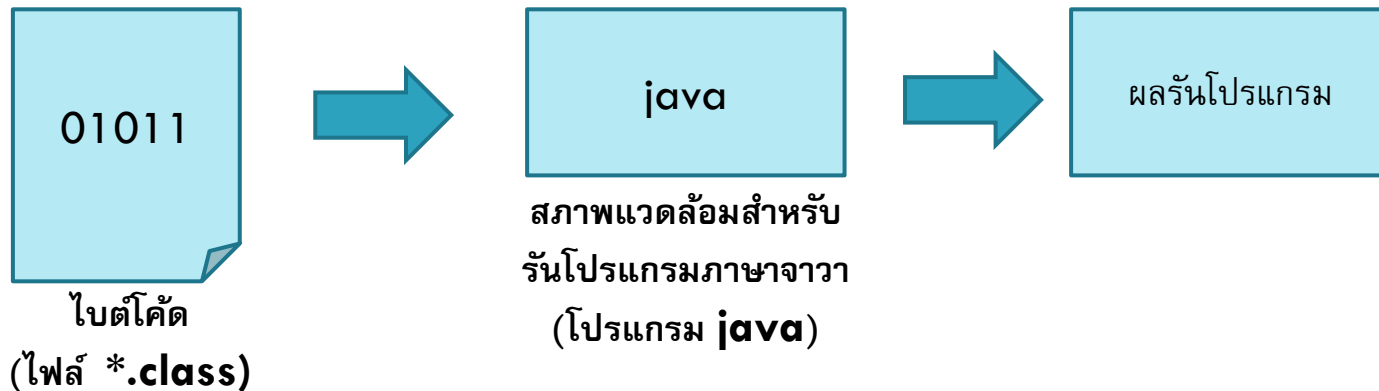 01011
ไบต์โค้ด
(ไฟล์ *.class)
java
สภาพแวดล้อมสำหรับ
รันโปรแกรมภาษาจาวา
(โปรแกรม java)
ผลรันโปรแกรม